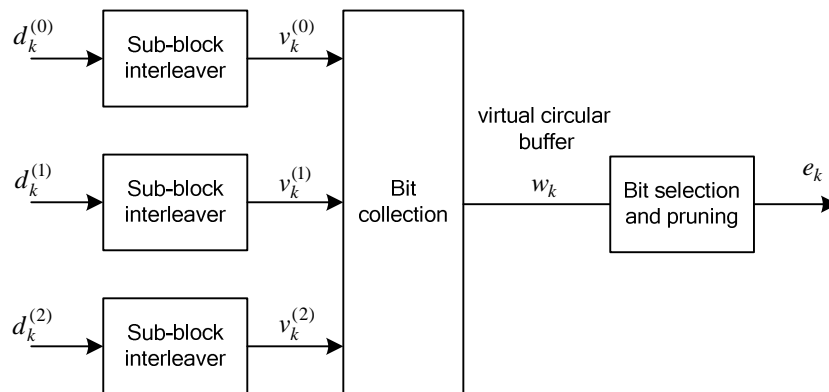 d_k^{(0)}
Sub-block
interleaver
v_k^{(0)}
d_k^{(1)}
Sub-block
interleaver
v_k^{(1)}
d_k^{(2)}
Sub-block
interleaver
v_k^{(2)}
Bit
collection
virtual circular
buffer
w_k
Bit selection
and pruning
e_k